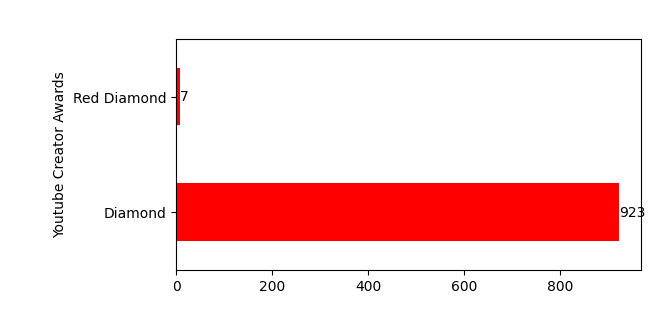 Youtube Creator Awards
Red Diamond
7
Diamond
923
0 200 400 600 800